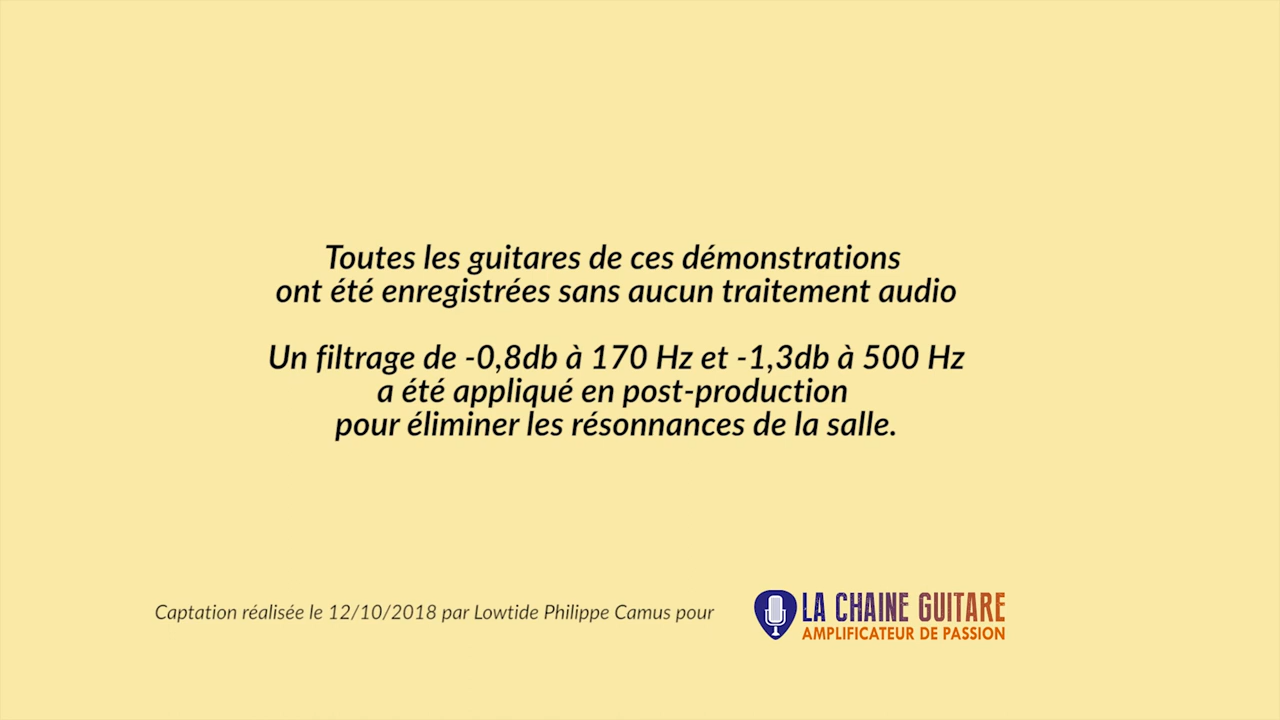 Toutes les guitares de ces démonstrations
ont été enregistrées sans aucun traitement audio
Un filtrage de -0,8db à 170 Hz et -1,3db à 500 Hz
a été appliqué en post-production
pour éliminer les résonnances de la salle.
Captation réalisée le 12/10/2018 par Lowtide Philippe Camus pour
LA CHAINE GUITARE
AMPLIFICATEUR DE PASSION